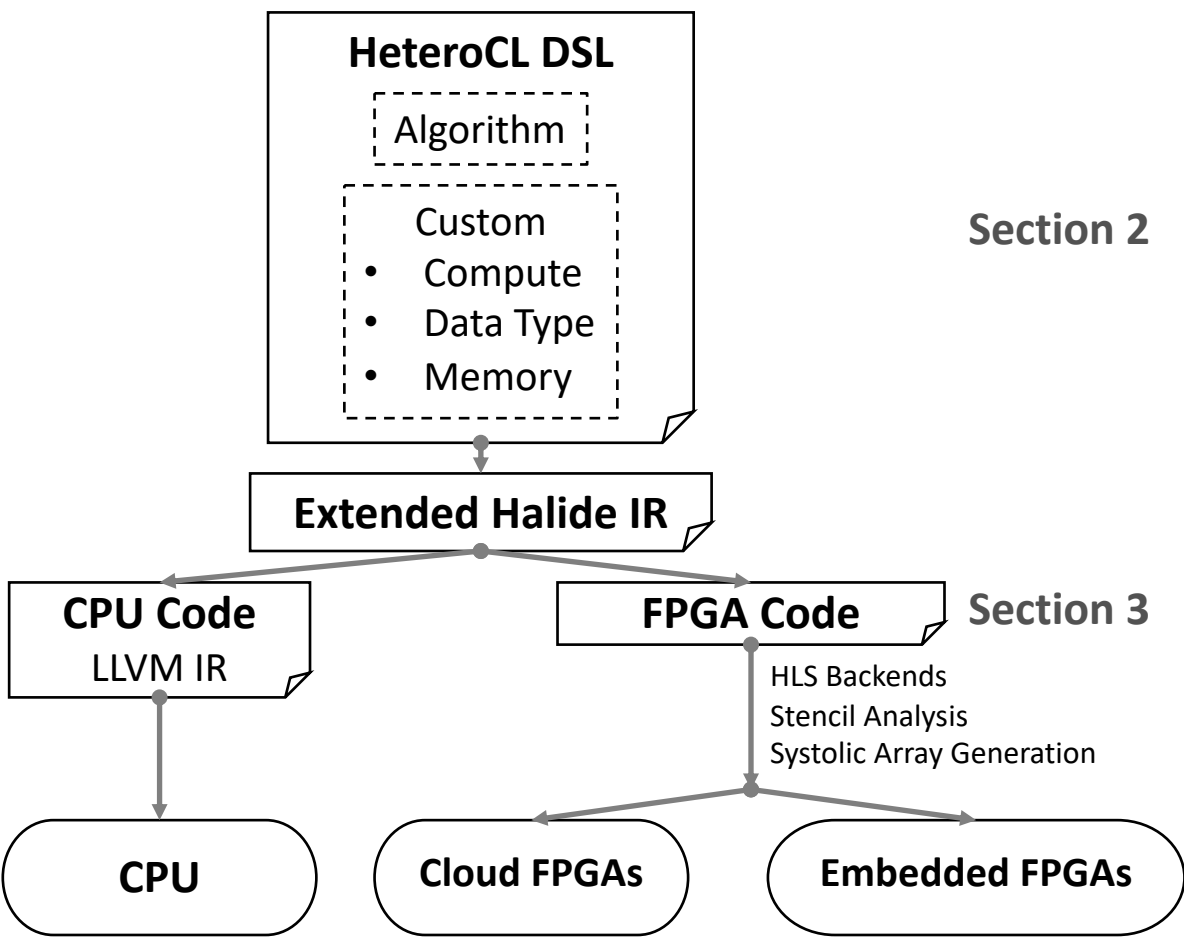 HeteroCL DSL
Algorithm
Custom
• Compute
• Data Type
• Memory
Section 2
Extended Halide IR
CPU Code
LLVM IR
FPGA Code
Section 3
HLS Backends
Stencil Analysis
Systolic Array Generation
CPU
Cloud FPGAs
Embedded FPGAs